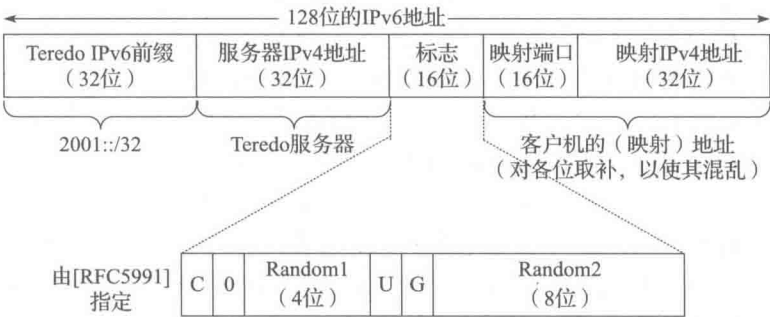 128位的IPv6地址
Teredo IPv6前缀 服务器IPv4地址 标志 映射端口 映射IPv4地址
（32位） （32位） （16位） （16位） （32位）
2001::/32 Teredo服务器 客户机的（映射）地址
（对各位取补，以使其混乱）
由[RFC5991] C 0 Random1 U G Random2
指定 （4位） （8位）